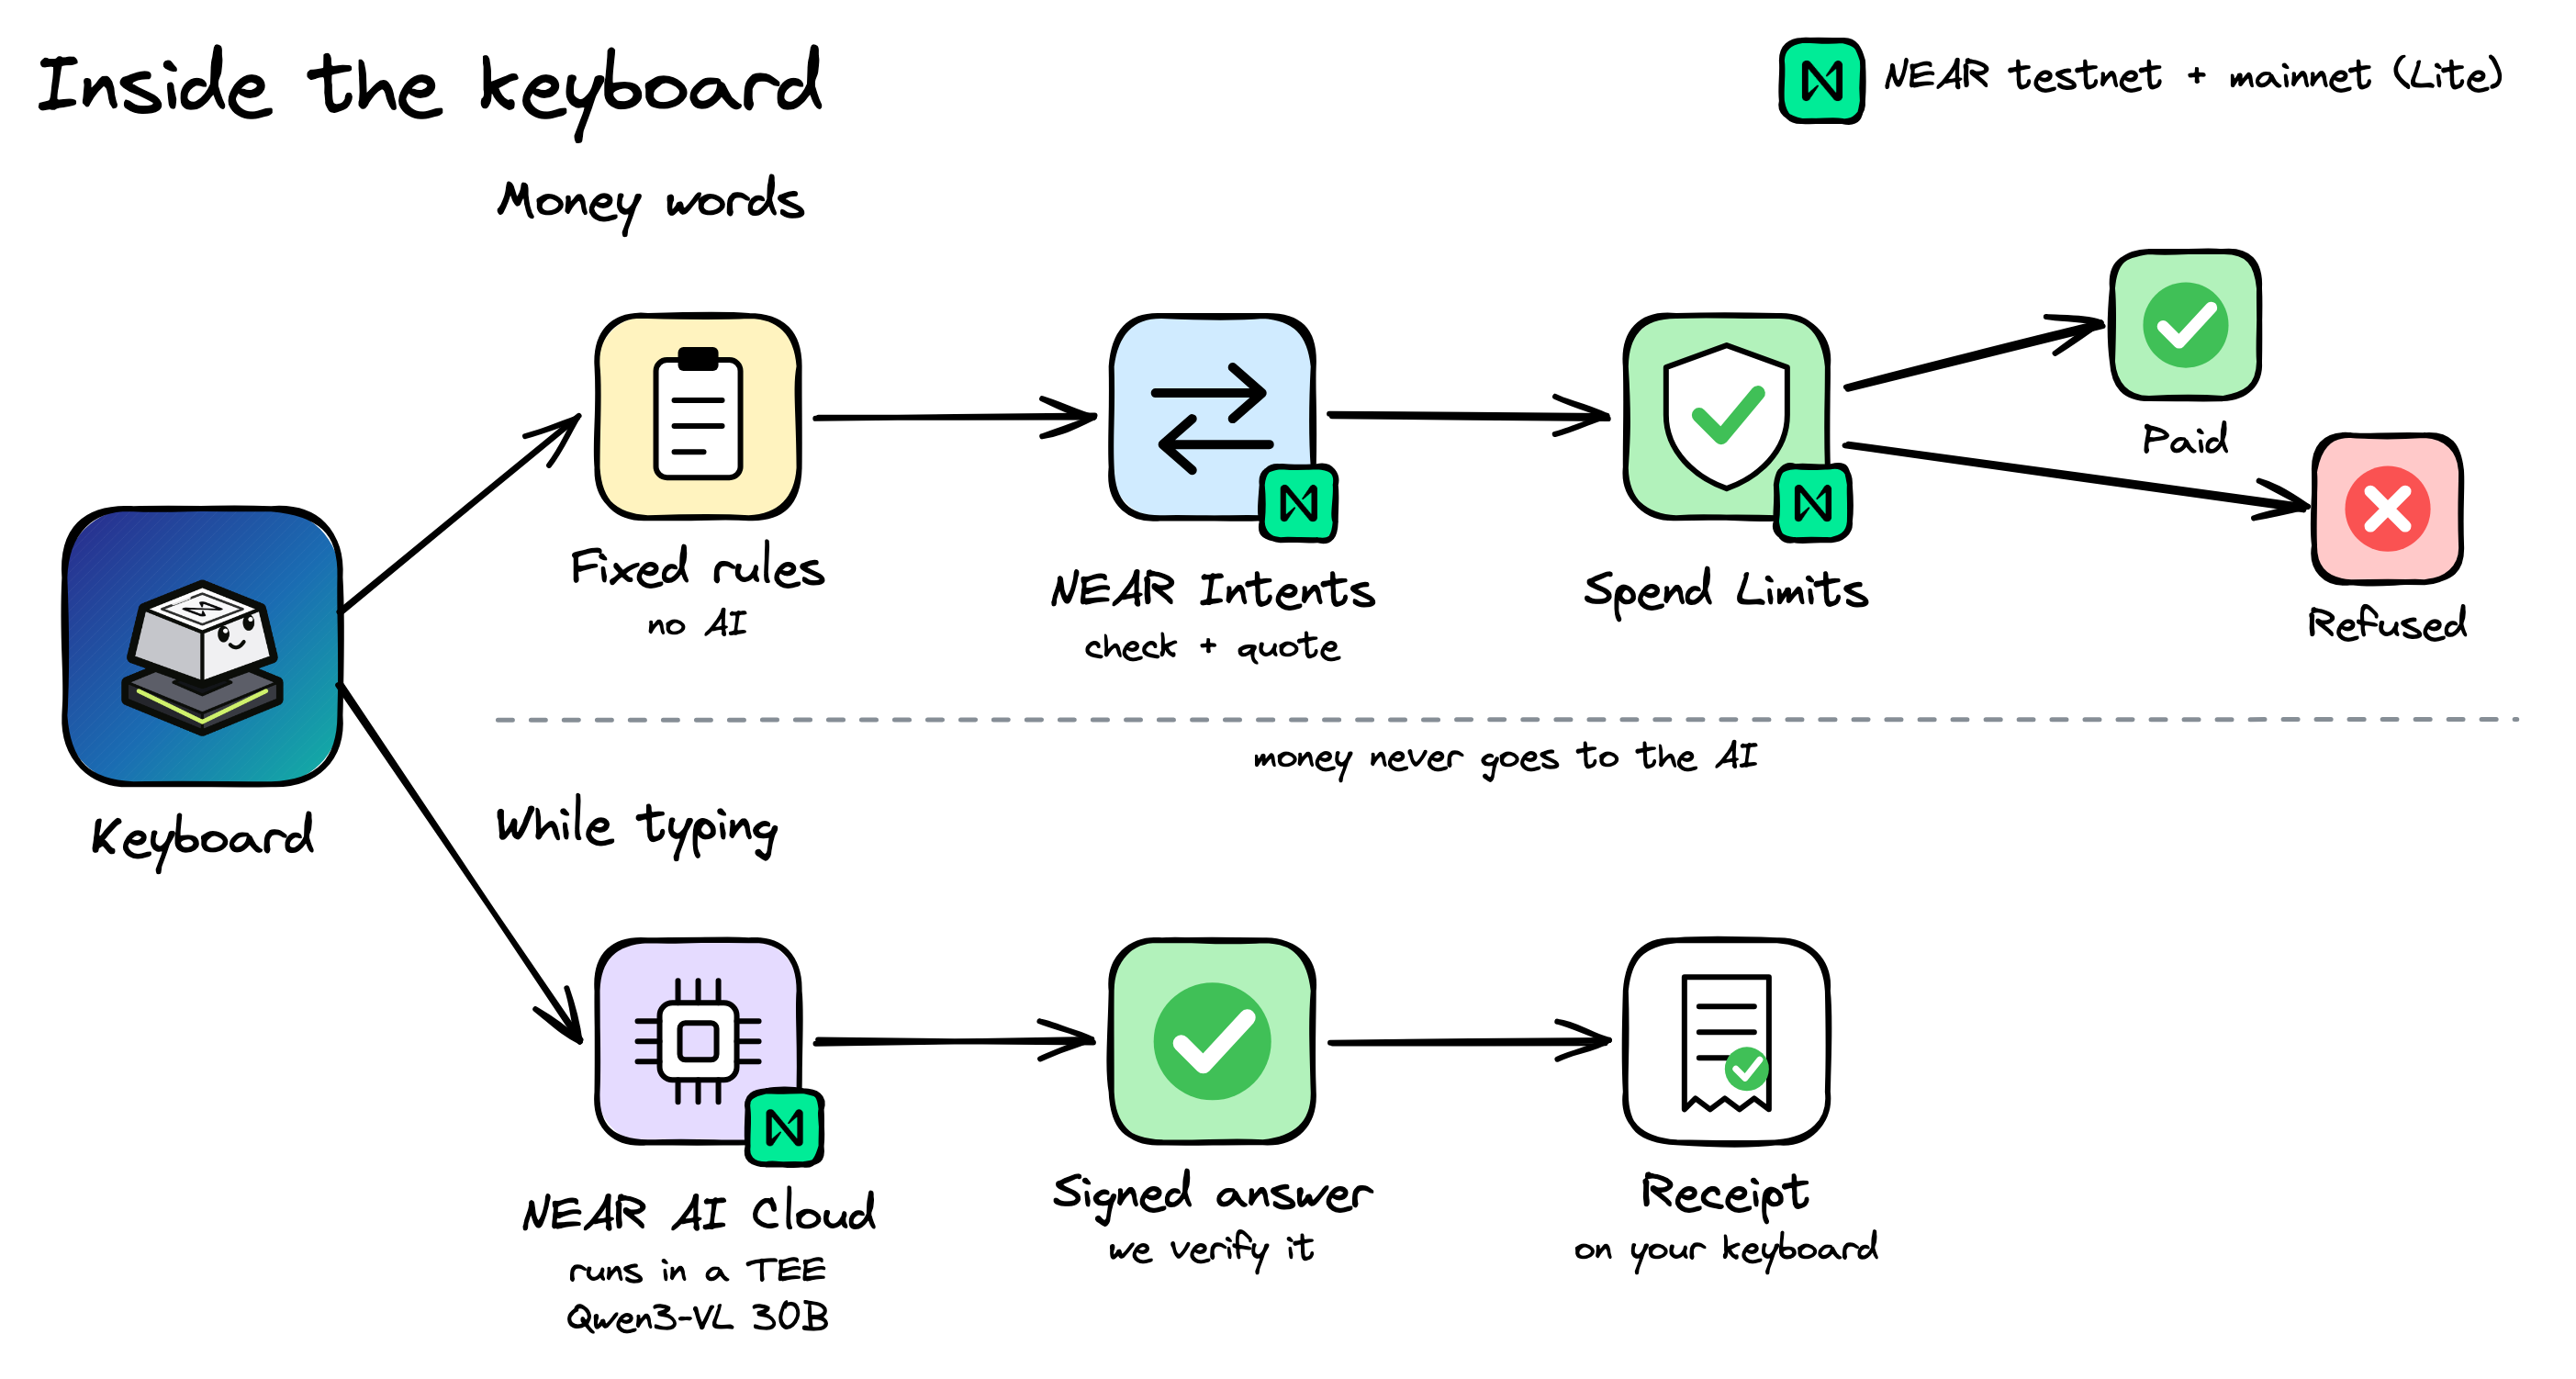 Inside the keyboard
NEAR testnet + mainnet (Lite)
Money words
Paid
Refused
Fixed rules
no AI
NEAR Intents
check + quote
Spend Limits
money never goes to the AI
Keyboard
While typing
NEAR AI Cloud
runs in a TEE
Qwen3-VL 30B
Signed answer
we verify it
Receipt
on your keyboard